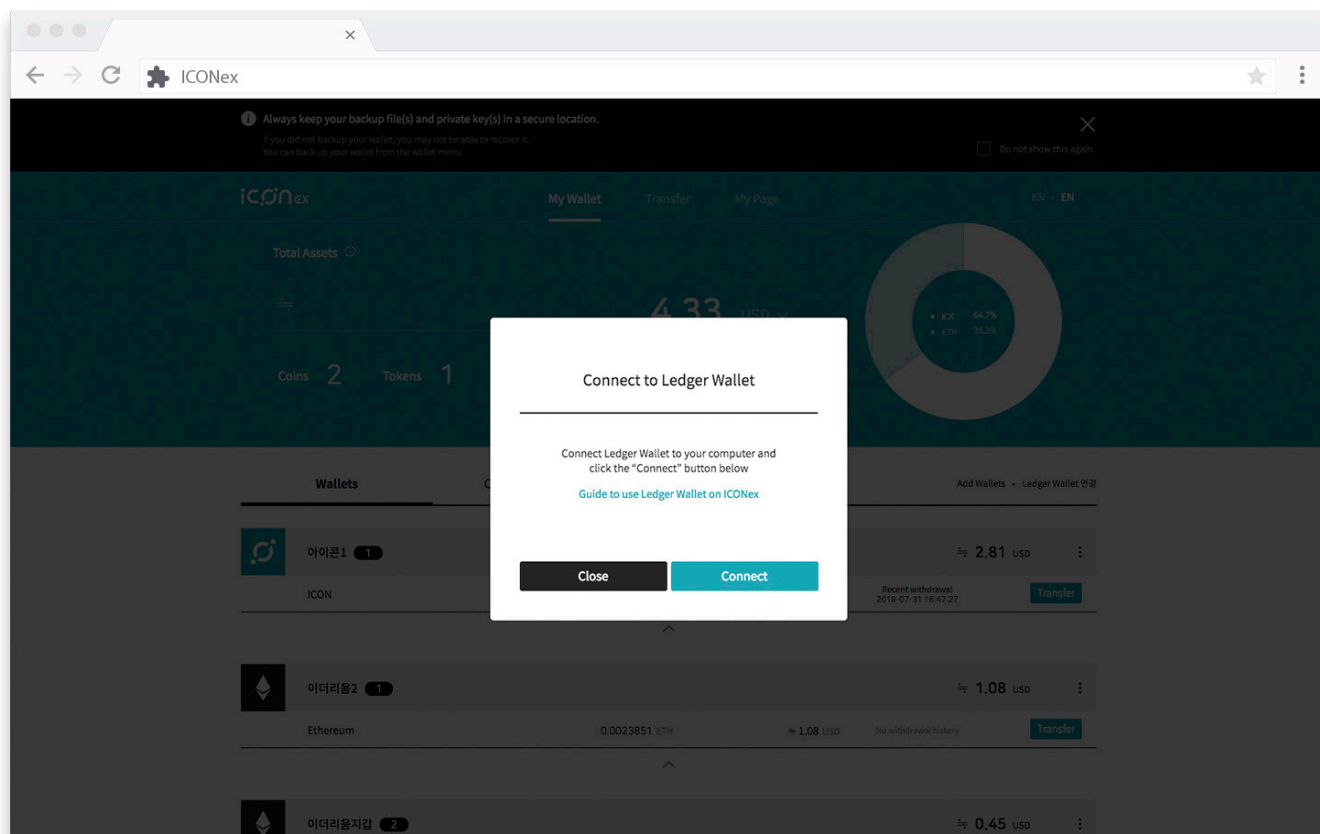 ICONex
Always keep your backup file(s) and private key(s) in a secure location.
If you did not backup your wallet, you may not be able to recover it.
You can back up your wallet from the wallet menu.
Do not show this again.
ICONex
My Wallet
Transfer
My Page
KR
EN
Total Assets
4.33 USD
ICX 64.7%
ETH 35.3%
Coins 2
Tokens 1
Connect to Ledger Wallet
Connect Ledger Wallet to your computer and
click the “Connect” button below
Guide to use Ledger Wallet on ICONex
Close
Connect
Wallets
Add Wallets • Ledger Wallet 연결
아이콘1 1
≒ 2.81 USD
ICON
Recent withdrawal
2018-07-31 16:47:27
Transfer
이더리움2 1
≒ 1.08 USD
Ethereum
0.0023851 ETH
≒ 1.08 USD
No withdrawal history
Transfer
이더리움지갑 2
≒ 0.45 USD